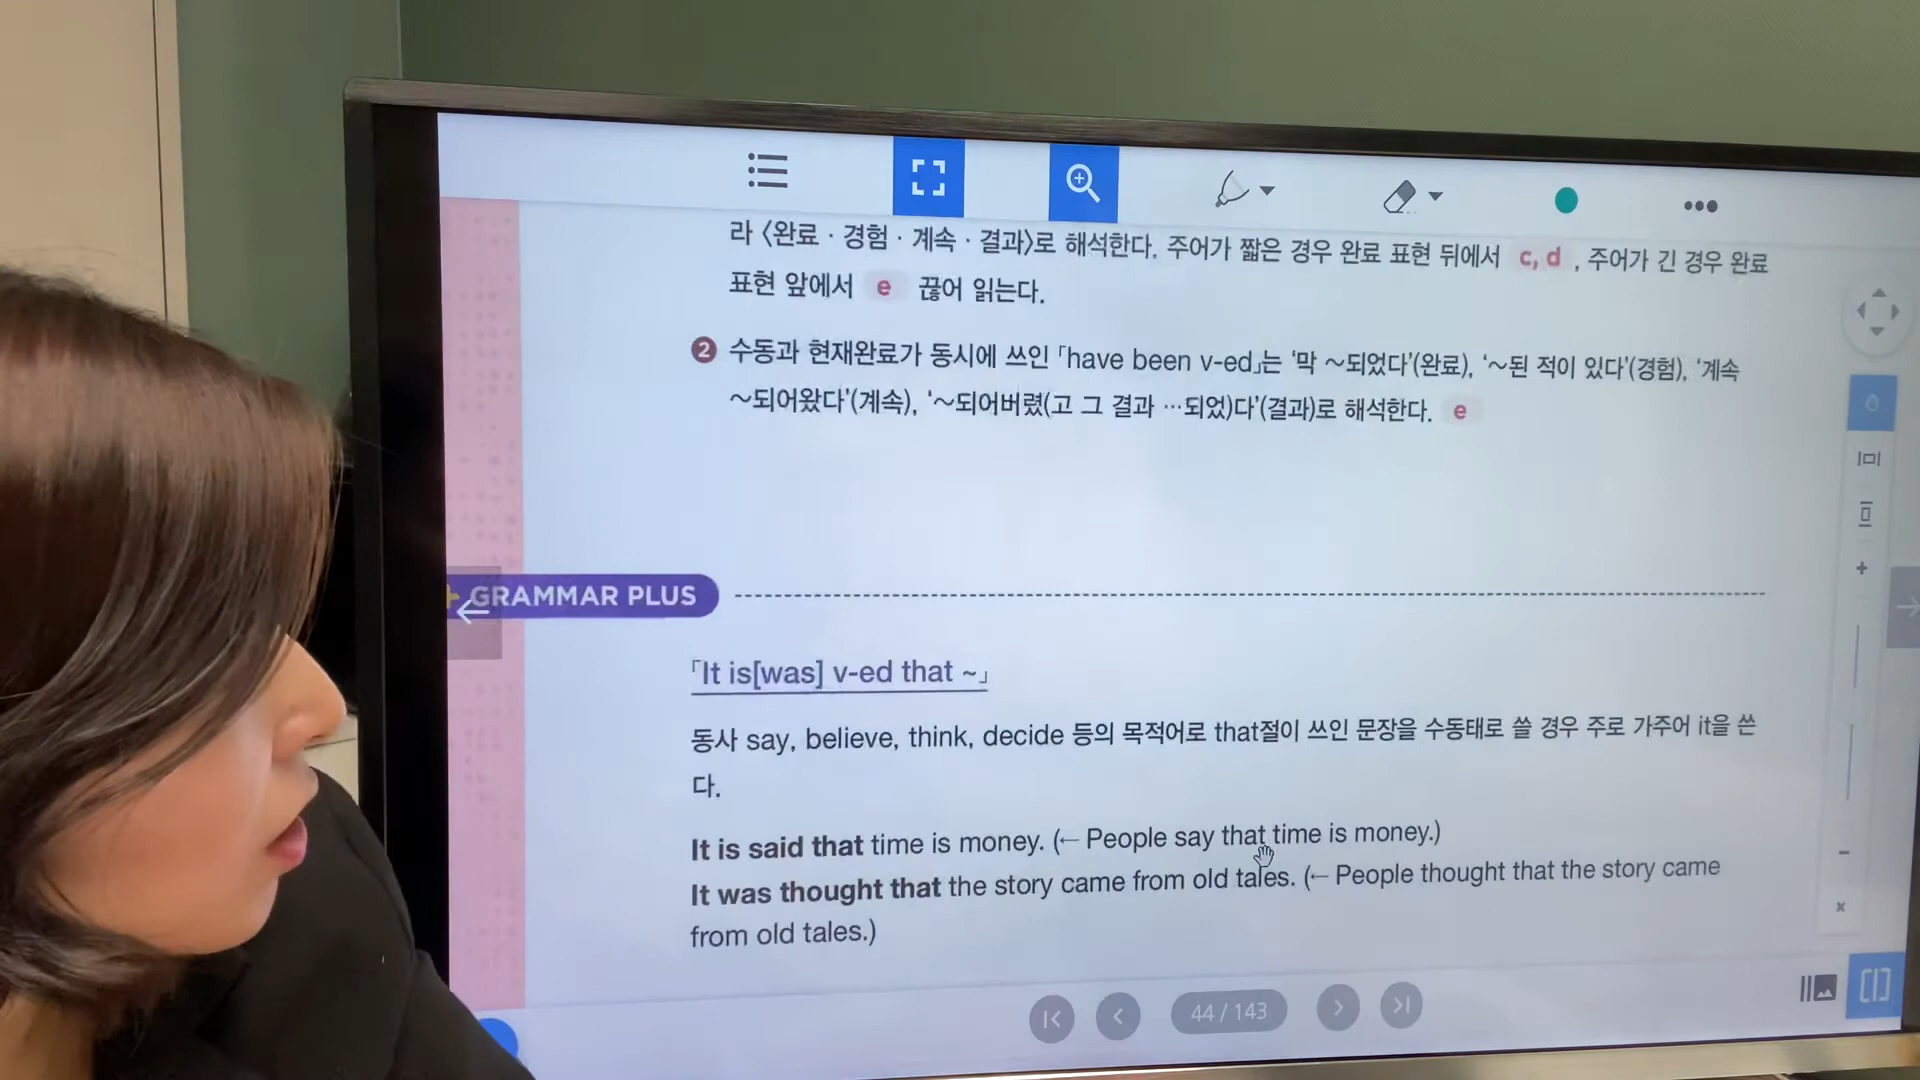 라 〈완료 · 경험 · 계속 · 결과〉로 해석한다. 주어가 짧은 경우 완료 표현 뒤에서 c, d , 주어가 긴 경우 완료
표현 앞에서 e 끊어 읽는다.
2 수동과 현재완료가 동시에 쓰인 「have been v-ed」는 '막 ~되었다'(완료), '~된 적이 있다'(경험), '계속
~되어왔다'(계속), '~되어버렸(고 그 결과 …되었)다'(결과)로 해석한다. e
GRAMMAR PLUS
「It is[was] v-ed that ~」
동사 say, believe, think, decide 등의 목적어로 that절이 쓰인 문장을 수동태로 쓸 경우 주로 가주어 it을 쓴
다.
It is said that time is money. (← People say that time is money.)
It was thought that the story came from old tales. (← People thought that the story came
from old tales.)
44 / 143